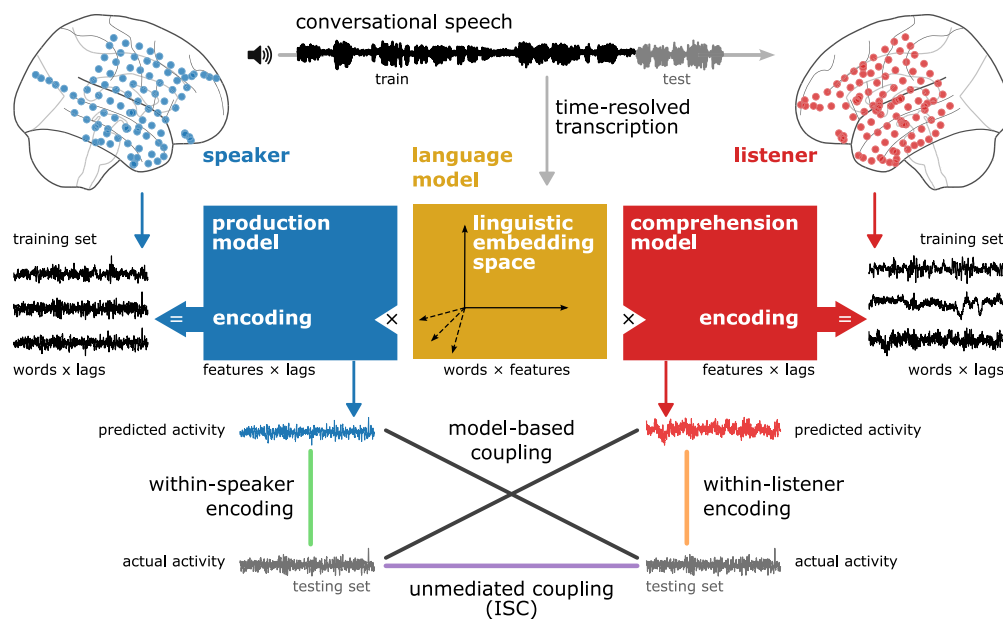 conversational speech
train
test
time-resolved
transcription
speaker
language
model
listener
training set
production
model
linguistic
embedding
space
comprehension
model
training set
=
encoding
×
×
encoding
=
words x lags
features × lags
words × features
features × lags
words × lags
predicted activity
model-based
coupling
predicted activity
within-speaker
encoding
within-listener
encoding
actual activity
testing set
unmediated coupling
(ISC)
testing set
actual activity